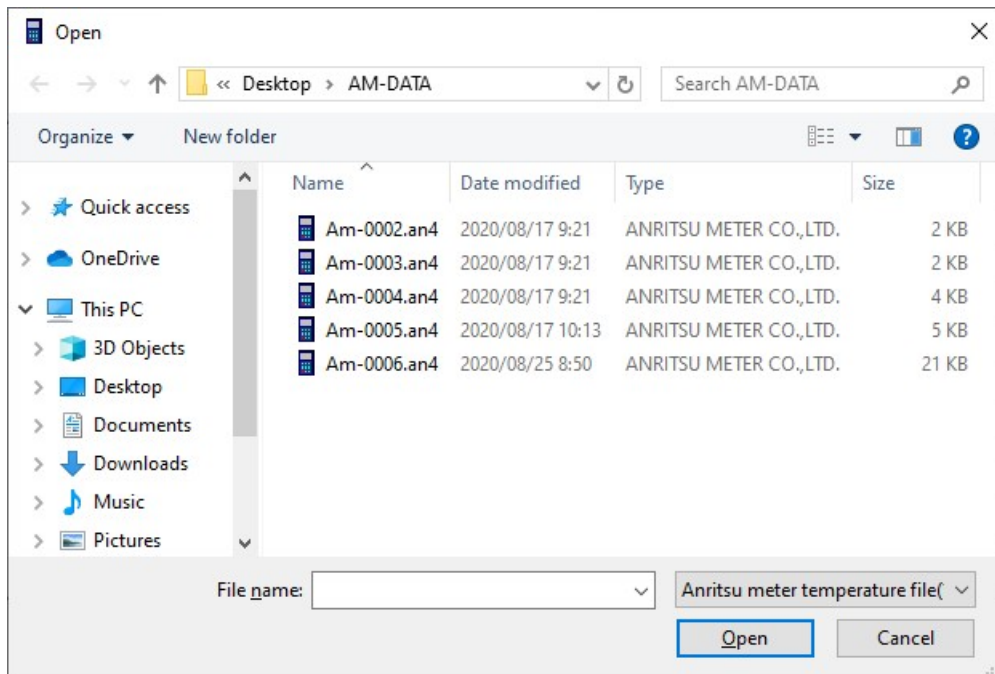 Open
« Desktop > AM-DATA
Search AM-DATA
Organize
New folder
Name Date modified Type Size
Quick access
OneDrive
This PC
3D Objects
Desktop
Documents
Downloads
Music
Pictures
Am-0002.an4 2020/08/17 9:21 ANRITSU METER CO.,LTD. 2 KB
Am-0003.an4 2020/08/17 9:21 ANRITSU METER CO.,LTD. 2 KB
Am-0004.an4 2020/08/17 9:21 ANRITSU METER CO.,LTD. 4 KB
Am-0005.an4 2020/08/17 10:13 ANRITSU METER CO.,LTD. 5 KB
Am-0006.an4 2020/08/25 8:50 ANRITSU METER CO.,LTD. 21 KB
File name:
Anritsu meter temperature file(
Open
Cancel